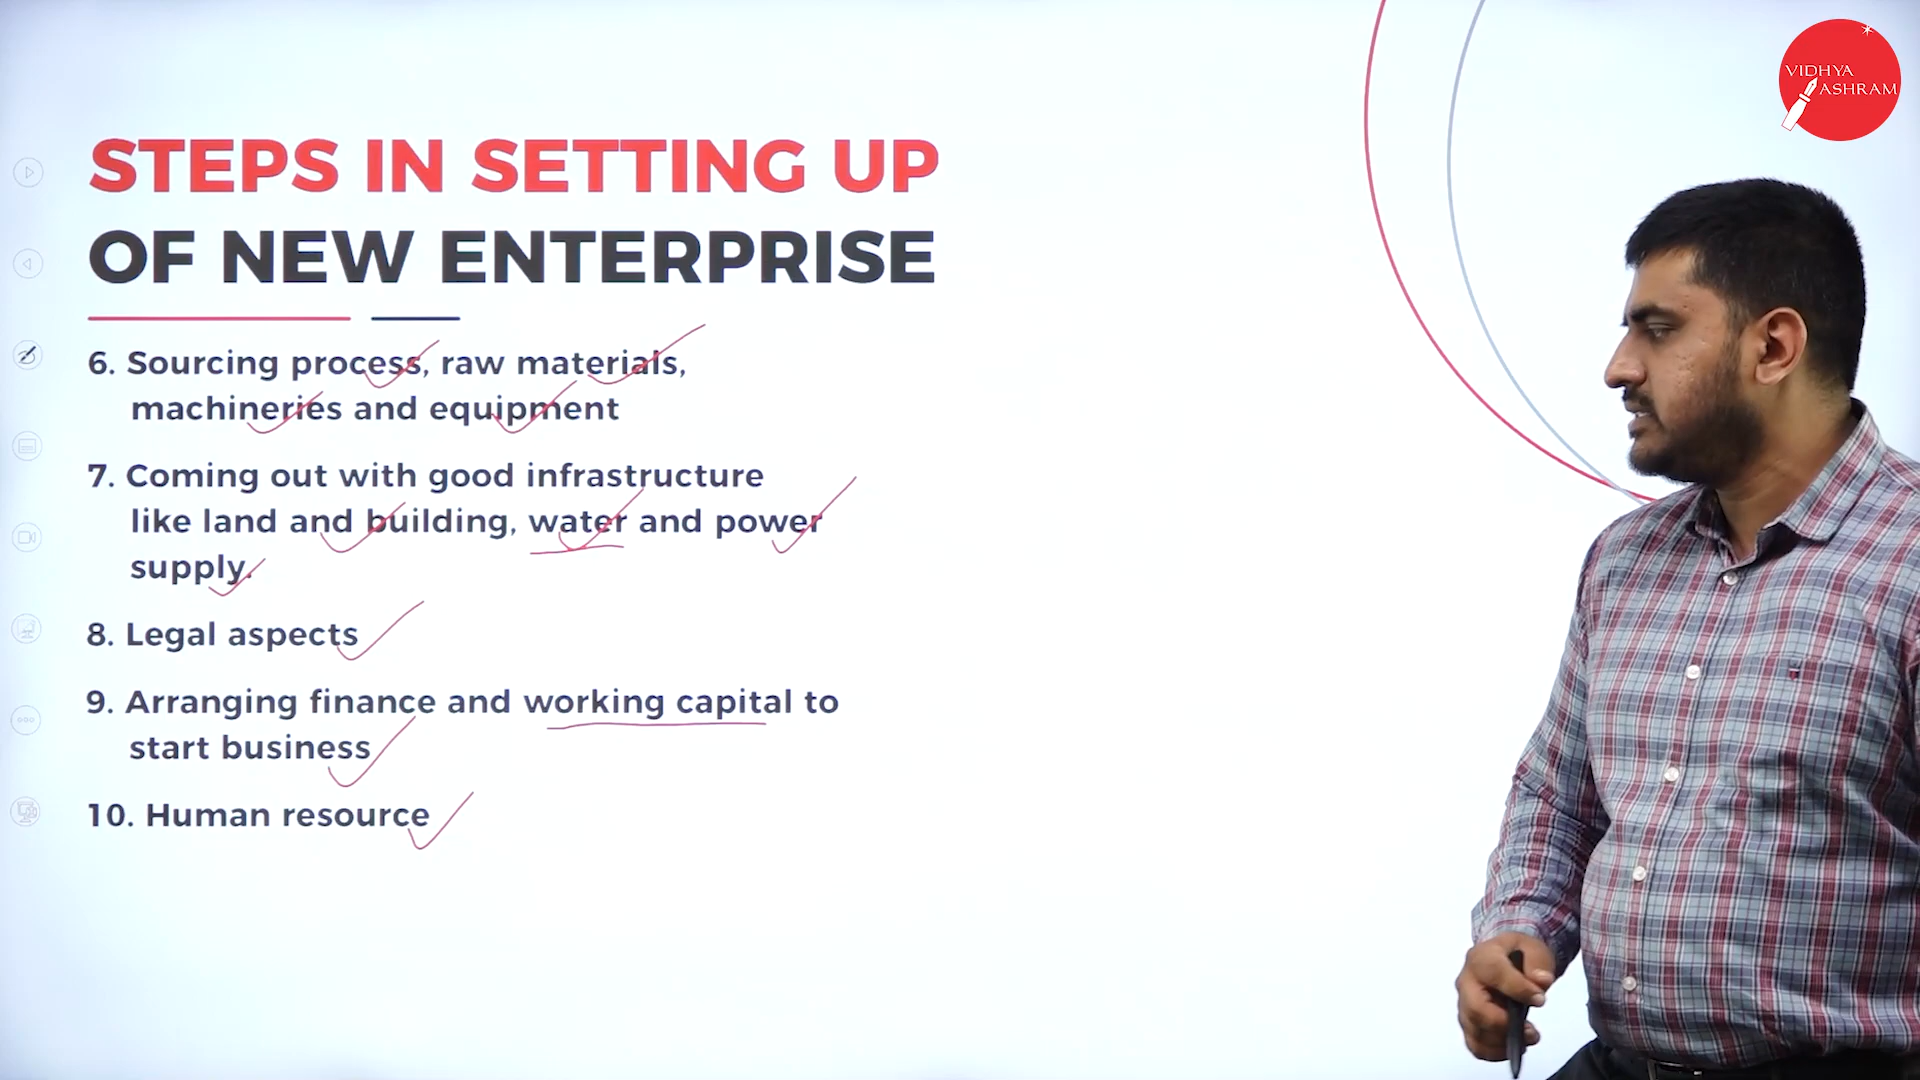 VIDHYA
ASHRAM
STEPS IN SETTING UP
OF NEW ENTERPRISE
6. Sourcing process, raw materials,
machineries and equipment
7. Coming out with good infrastructure
like land and building, water and power
supply.
8. Legal aspects
9. Arranging finance and working capital to
start business
10. Human resource